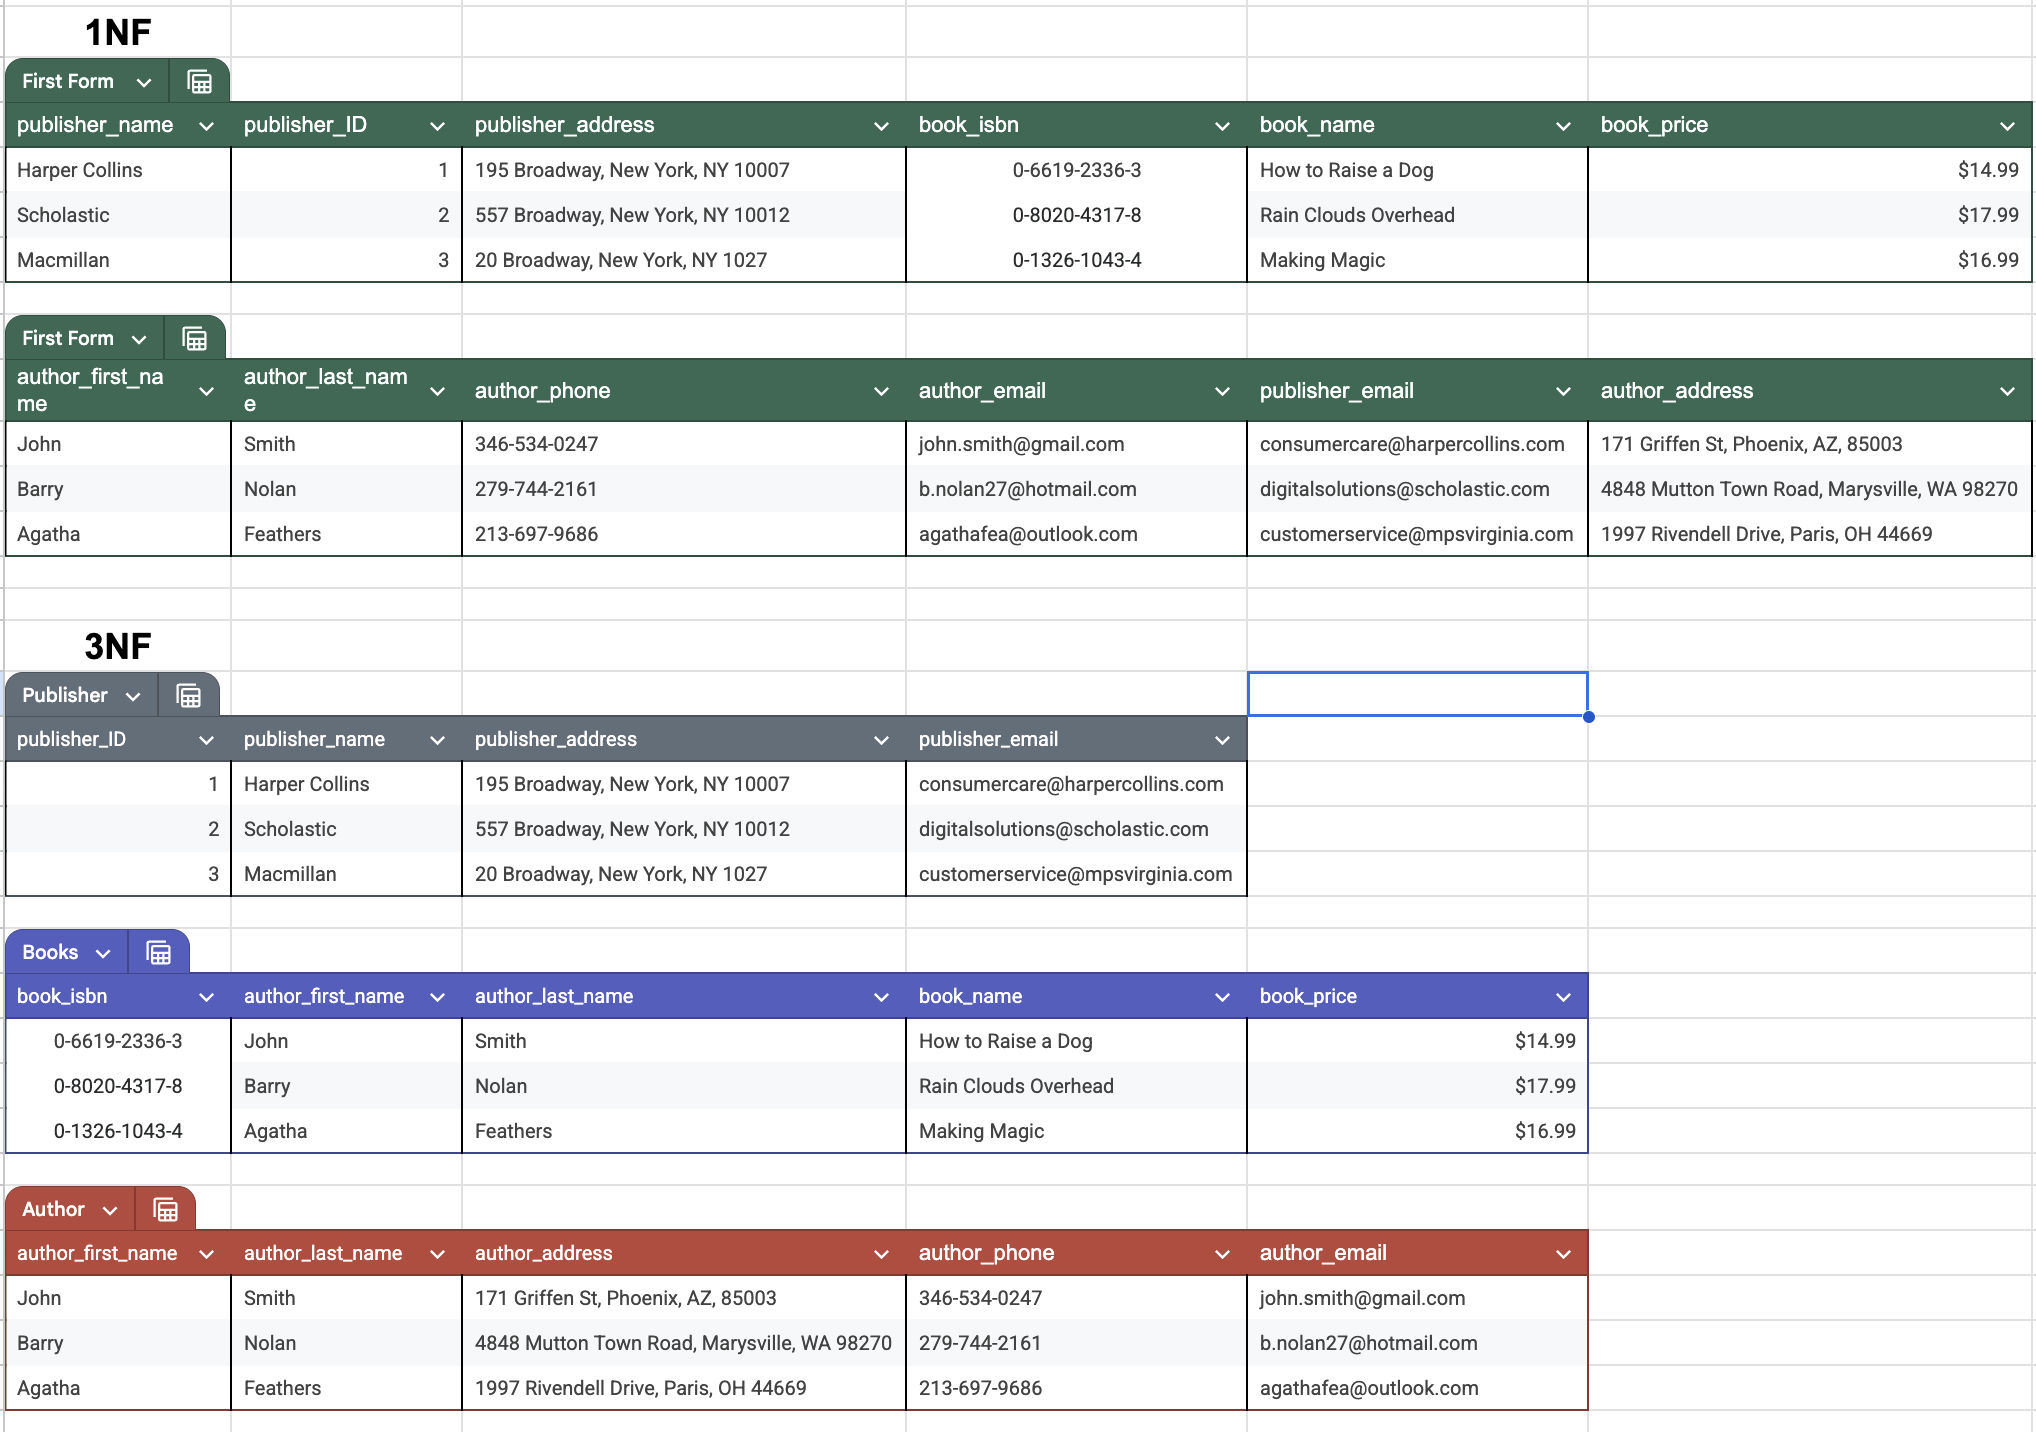 1NF
First Form
publisher_name publisher_ID publisher_address book_isbn book_name book_price
Harper Collins 1 195 Broadway, New York, NY 10007 0-6619-2336-3 How to Raise a Dog $14.99
Scholastic 2 557 Broadway, New York, NY 10012 0-8020-4317-8 Rain Clouds Overhead $17.99
Macmillan 3 20 Broadway, New York, NY 1027 0-1326-1043-4 Making Magic $16.99
First Form
author_first_na
me author_last_nam
e author_phone author_email publisher_email author_address
John Smith 346-534-0247 john.smith@gmail.com consumercare@harpercollins.com 171 Griffen St, Phoenix, AZ, 85003
Barry Nolan 279-744-2161 b.nolan27@hotmail.com digitalsolutions@scholastic.com 4848 Mutton Town Road, Marysville, WA 98270
Agatha Feathers 213-697-9686 agathafea@outlook.com customerservice@mpsvirginia.com 1997 Rivendell Drive, Paris, OH 44669
3NF
Publisher
publisher_ID publisher_name publisher_address publisher_email
1 Harper Collins 195 Broadway, New York, NY 10007 consumercare@harpercollins.com
2 Scholastic 557 Broadway, New York, NY 10012 digitalsolutions@scholastic.com
3 Macmillan 20 Broadway, New York, NY 1027 customerservice@mpsvirginia.com
Books
book_isbn author_first_name author_last_name book_name book_price
0-6619-2336-3 John Smith How to Raise a Dog $14.99
0-8020-4317-8 Barry Nolan Rain Clouds Overhead $17.99
0-1326-1043-4 Agatha Feathers Making Magic $16.99
Author
author_first_name author_last_name author_address author_phone author_email
John Smith 171 Griffen St, Phoenix, AZ, 85003 346-534-0247 john.smith@gmail.com
Barry Nolan 4848 Mutton Town Road, Marysville, WA 98270 279-744-2161 b.nolan27@hotmail.com
Agatha Feathers 1997 Rivendell Drive, Paris, OH 44669 213-697-9686 agathafea@outlook.com